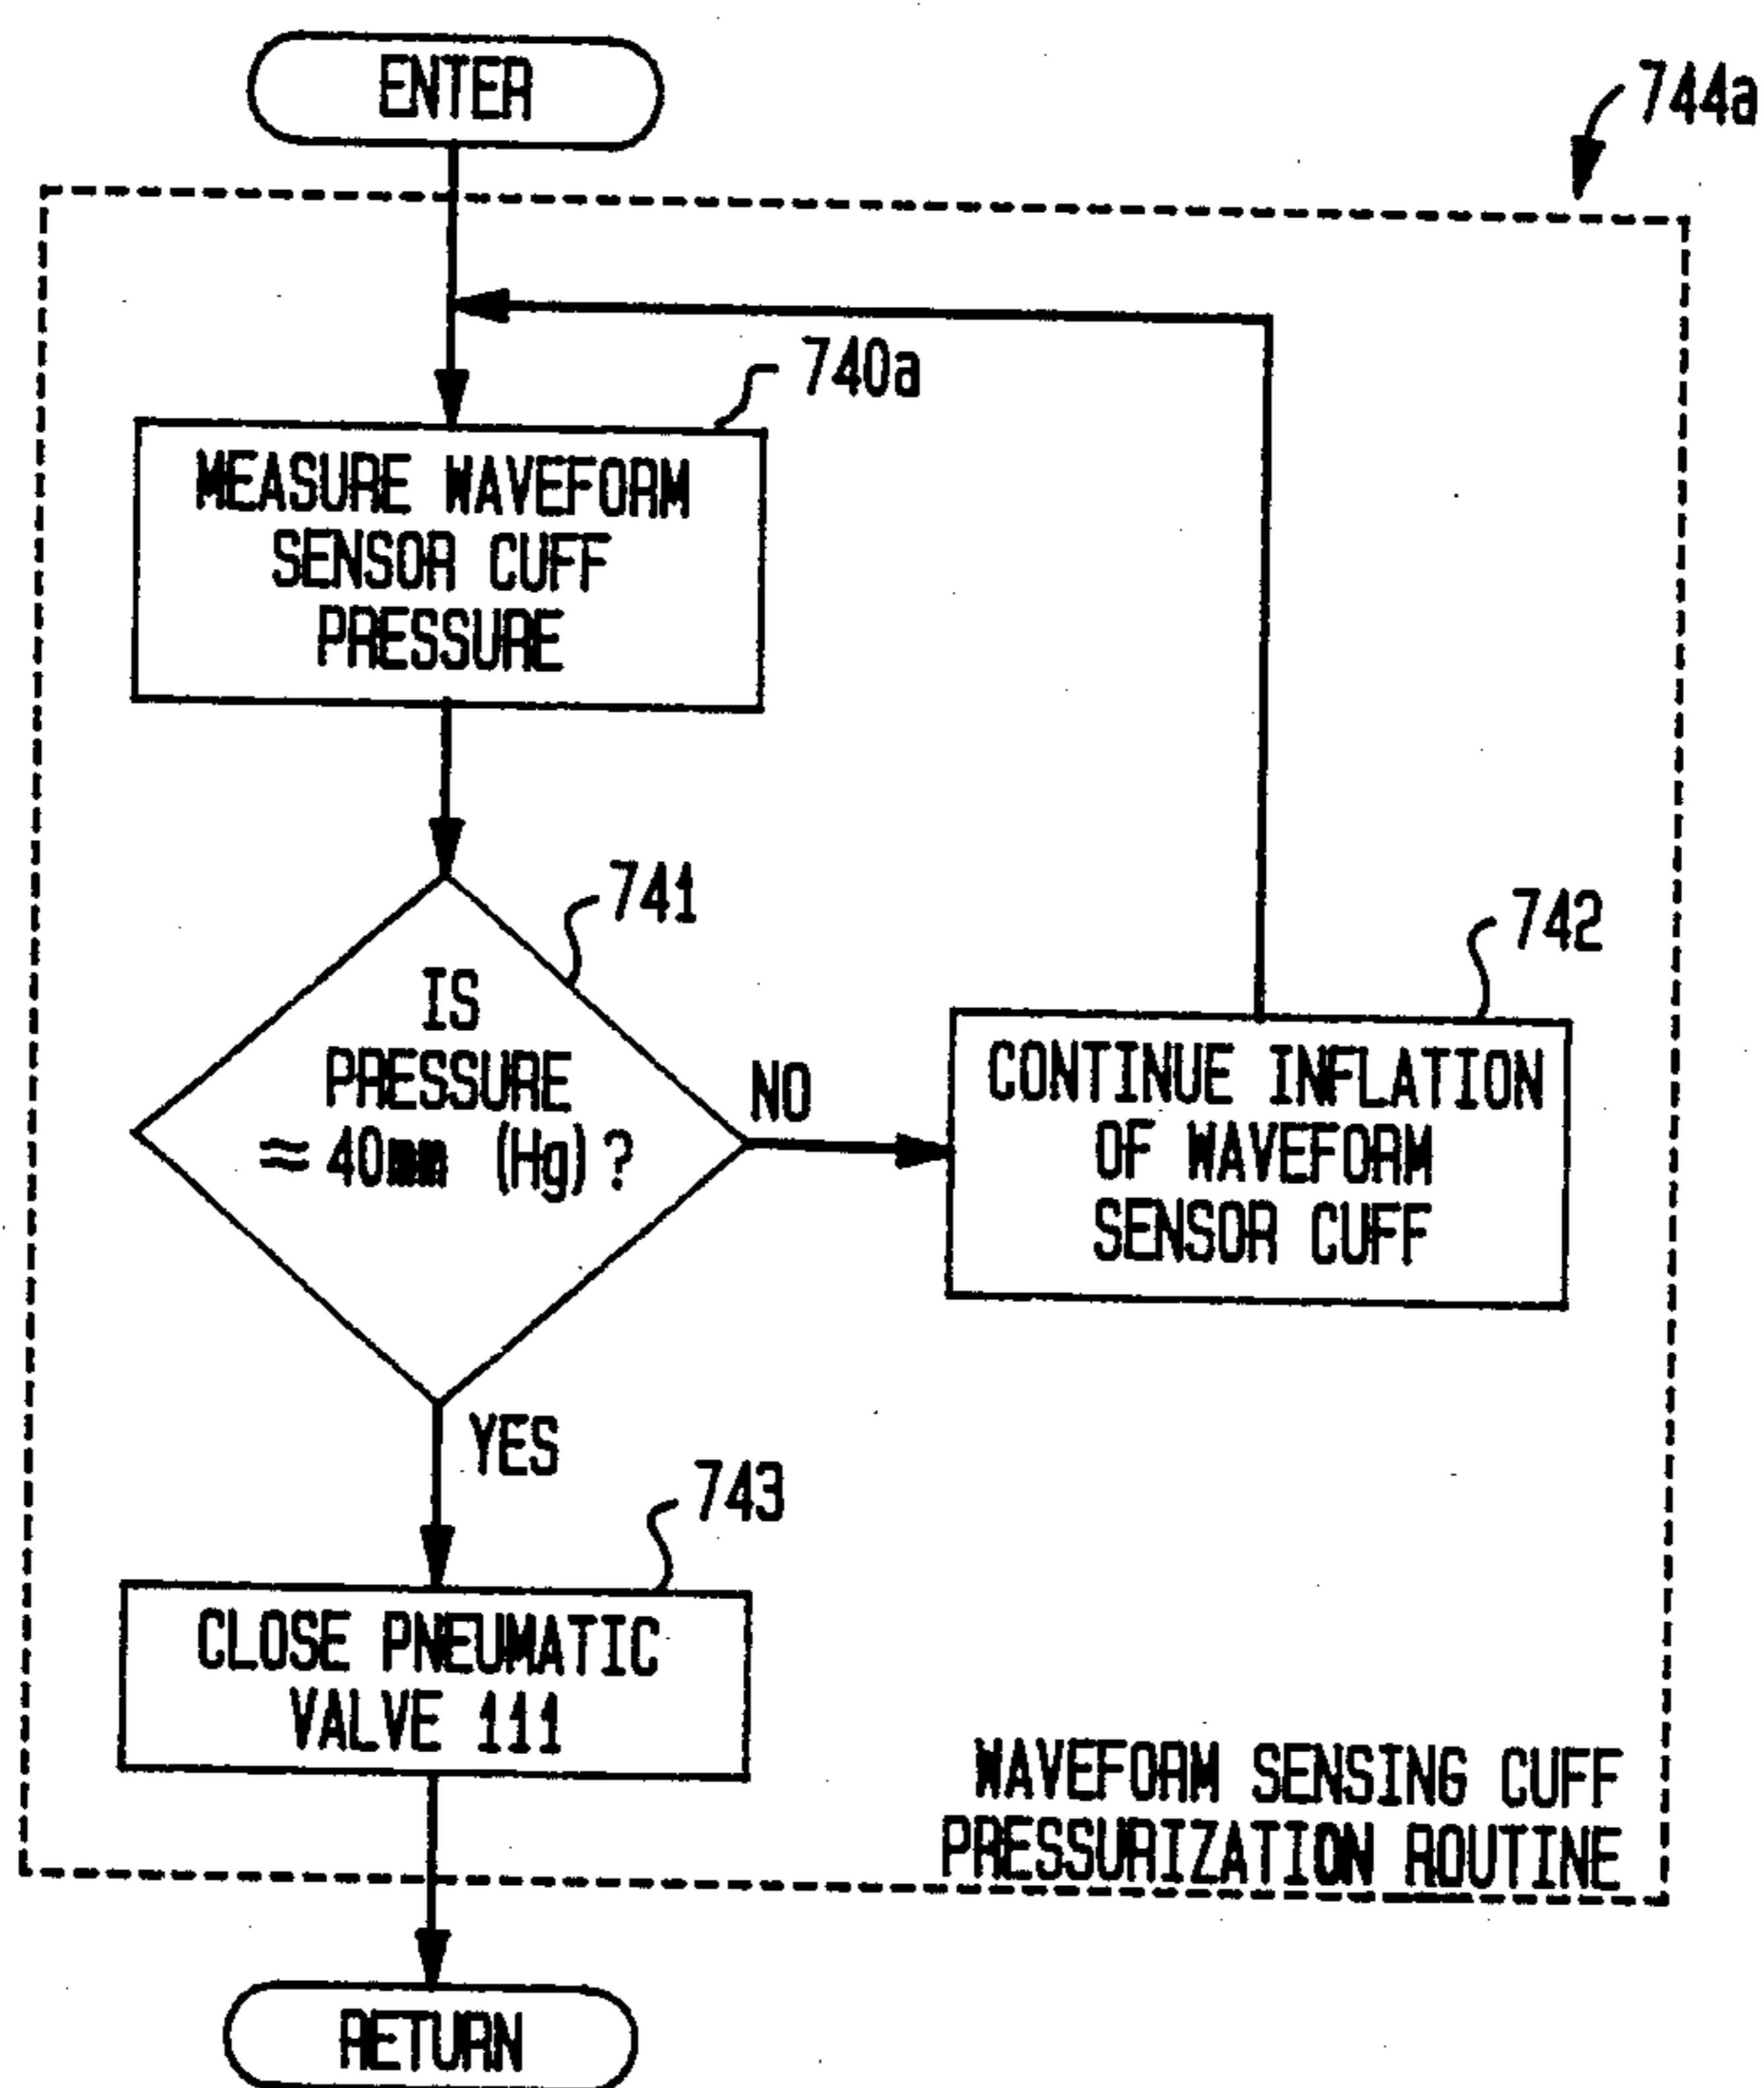 ENTER
744a
740a
MEASURE WAVEFORM
SENSOR CUFF
PRESSURE
741
IS
PRESSURE
≈ 40mm (Hg)?
NO
742
CONTINUE INFLATION
OF WAVEFORM
SENSOR CUFF
YES
743
CLOSE PNEUMATIC
VALVE 111
WAVEFORM SENSING CUFF
PRESSURIZATION ROUTINE
RETURN